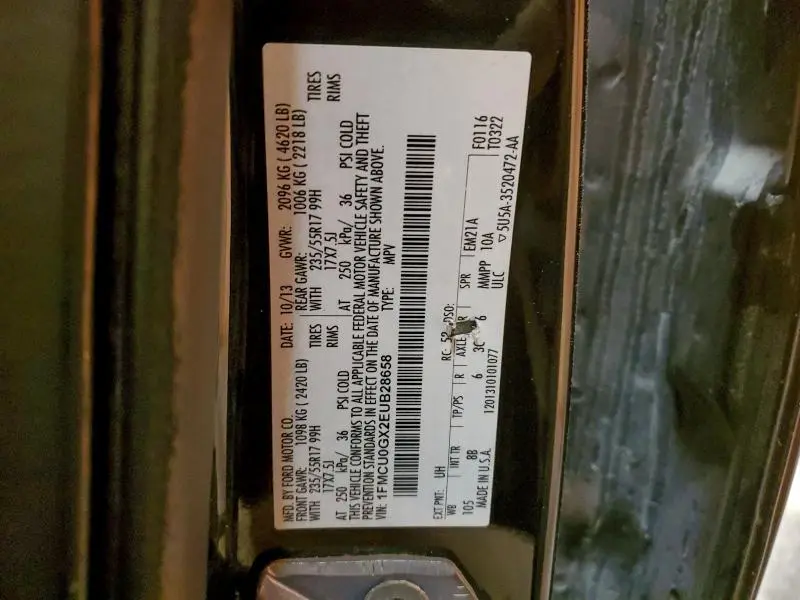 MFD. BY FORD MOTOR CO. DATE: 10/13 GVWR: 2096 KG ( 4620 LB)
FRONT GAWR: 1098 KG ( 2420 LB) REAR GAWR: 1006 KG ( 2218 LB)
WITH 235/55R17 99H TIRES WITH 235/55R17 99H TIRES
17X7.5J RIMS 17X7.5J RIMS
AT 250 kPa/ 36 PSI COLD AT 250 kPa/ 36 PSI COLD
THIS VEHICLE CONFORMS TO ALL APPLICABLE FEDERAL MOTOR VEHICLE SAFETY AND THEFT
PREVENTION STANDARDS IN EFFECT ON THE DATE OF MANUFACTURE SHOWN ABOVE.
VIN: 1FMCU0GX2EUB28658 TYPE: MPV
EXT PNT: UH RC: 52 DSO: F0116
WB INT TR TP/PS R AXLE R SPR EM21A T0322
105 8B 6 3C 6 MMPP 10A
ULC
MADE IN U.S.A. 1201310101077 5U5A-3520472-AA